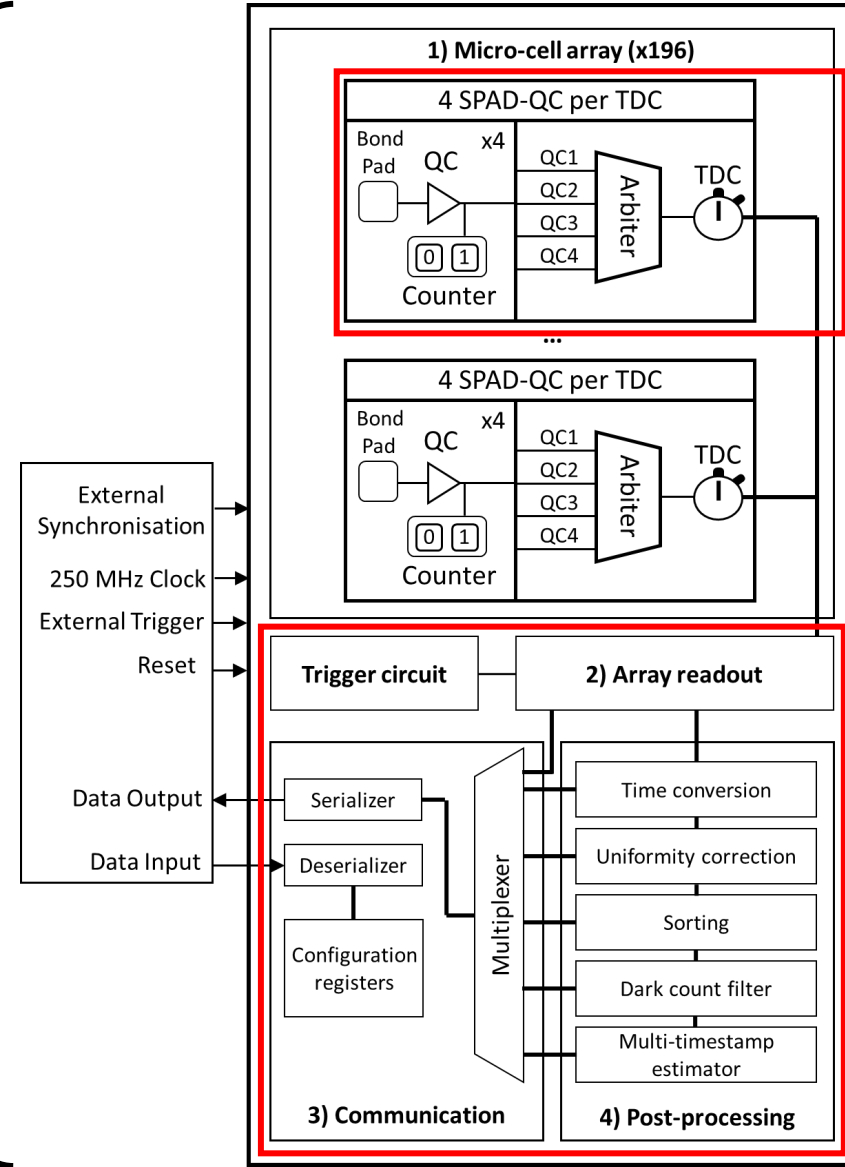 1) Micro-cell array (x196)
4 SPAD-QC per TDC
Bond
Pad
QC
x4
0 1
Counter
QC1
QC2
QC3
QC4
Arbiter
TDC
...
4 SPAD-QC per TDC
Bond
Pad
QC
x4
0 1
Counter
QC1
QC2
QC3
QC4
Arbiter
TDC
External
Synchronisation
250 MHz Clock
External Trigger
Reset
Data Output
Data Input
Trigger circuit
2) Array readout
Serializer
Deserializer
Configuration
registers
Multiplexer
3) Communication
Time conversion
Uniformity correction
Sorting
Dark count filter
Multi-timestamp
estimator
4) Post-processing